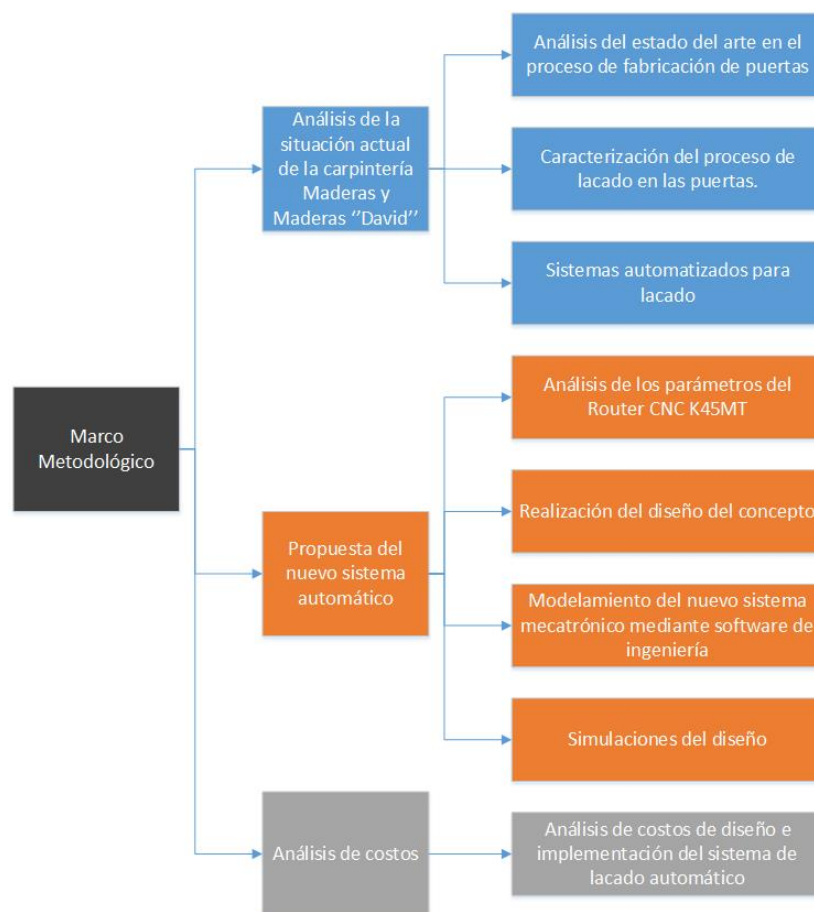 Marco
Metodológico
Análisis de la
situación actual
de la carpintería
Maderas y
Maderas “David”
Análisis del estado del arte en el
proceso de fabricación de puertas
Caracterización del proceso de
lacado en las puertas.
Sistemas automatizados para
lacado
Propuesta del
nuevo sistema
automático
Análisis de los parámetros del
Router CNC K45MT
Realización del diseño del concepto
Modelamiento del nuevo sistema
mecatrónico mediante software de
ingeniería
Simulaciones del diseño
Análisis de costos
Análisis de costos de diseño e
implementación del sistema de
lacado automático